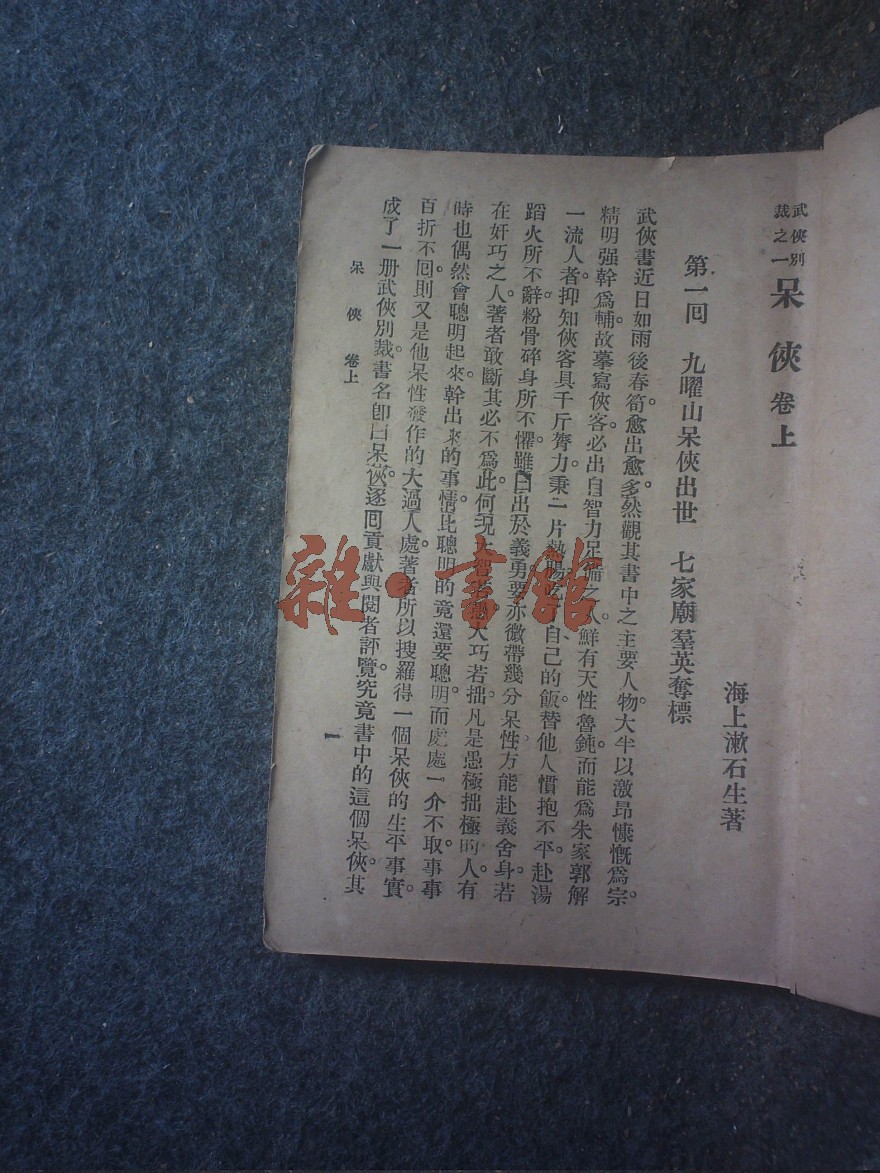 武俠別裁之一
呆俠 卷上
海上漱石生著
第一囘 九曜山呆俠出世 七家廟羣英奪標
武俠書近日如雨後春筍愈出愈多。然觀其書中之主要人物大半以激昂慷慨爲宗。
精明强幹爲輔故摹寫俠客必出自智力足 之人鮮有天性魯鈍。而能爲朱家郭解
一流人者。抑知俠客具千斤膂力秉一片熱腸 自己的飯。替他人慣抱不平。赴湯
蹈火所不辭。粉骨碎身所不懼。雖曰出於義勇要亦微帶幾分呆性方能赴義舍身。若
在奸巧之人。著者敢斷其必不爲。此何 大智若愚大巧若拙。凡是愚極拙極的人。有
時也偶然會聰明起來。幹出來的事情。比聰明的竟還要聰明。而處處一介不取。事事
百折不囘。則又是他呆性發作的大過人處。著者所以搜羅得一個呆俠的生平事實。
成了一册武俠別裁。書名卽曰呆俠。逐囘貢獻與閱者評覽。究竟書中的這個呆俠。其
呆俠 卷上
一
雜·書館